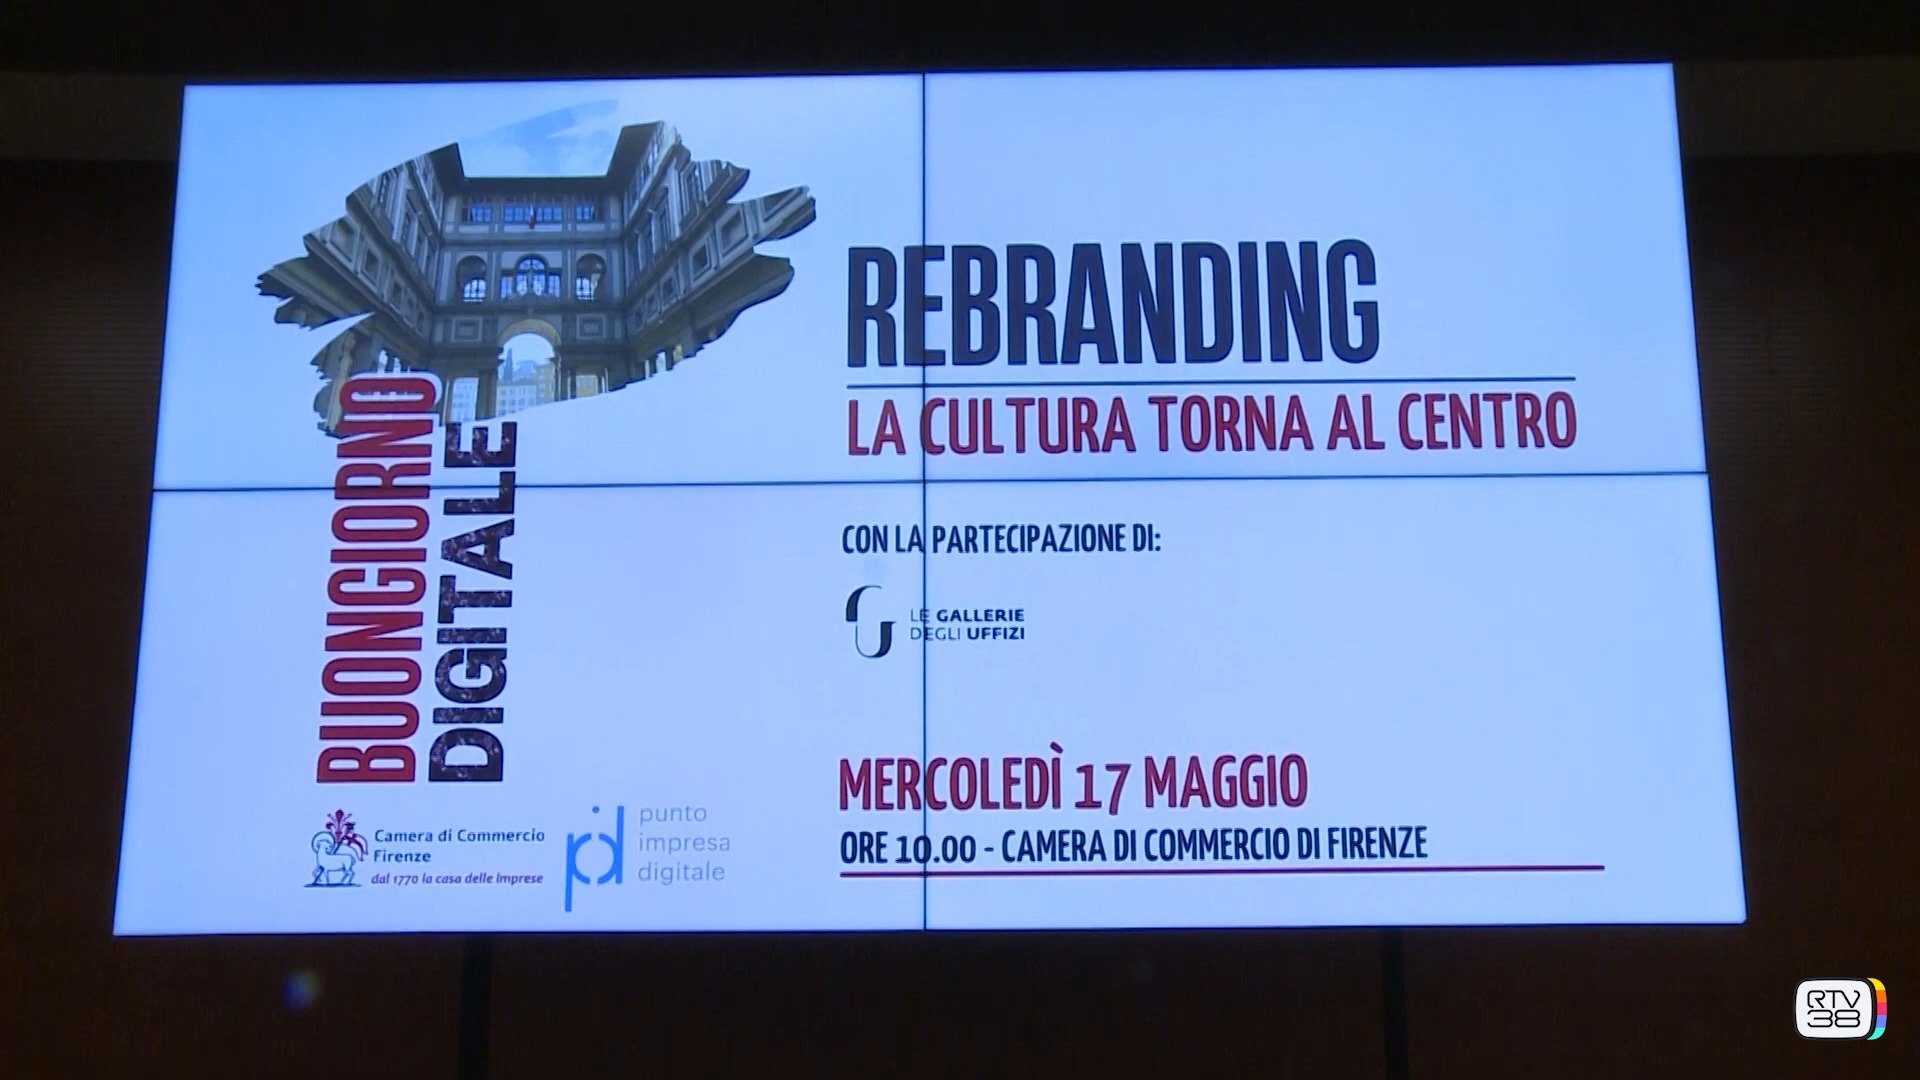 REBRANDING
LA CULTURA TORNA AL CENTRO
BUONGIORNO
DIGITALE
CON LA PARTECIPAZIONE DI:
LE GALLERIE
DEGLI UFFIZI
MERCOLEDÌ 17 MAGGIO
ORE 10.00 - CAMERA DI COMMERCIO DI FIRENZE
Camera di Commercio
Firenze
dal 1770 la casa delle imprese
pid
punto
impresa
digitale
RTV
38